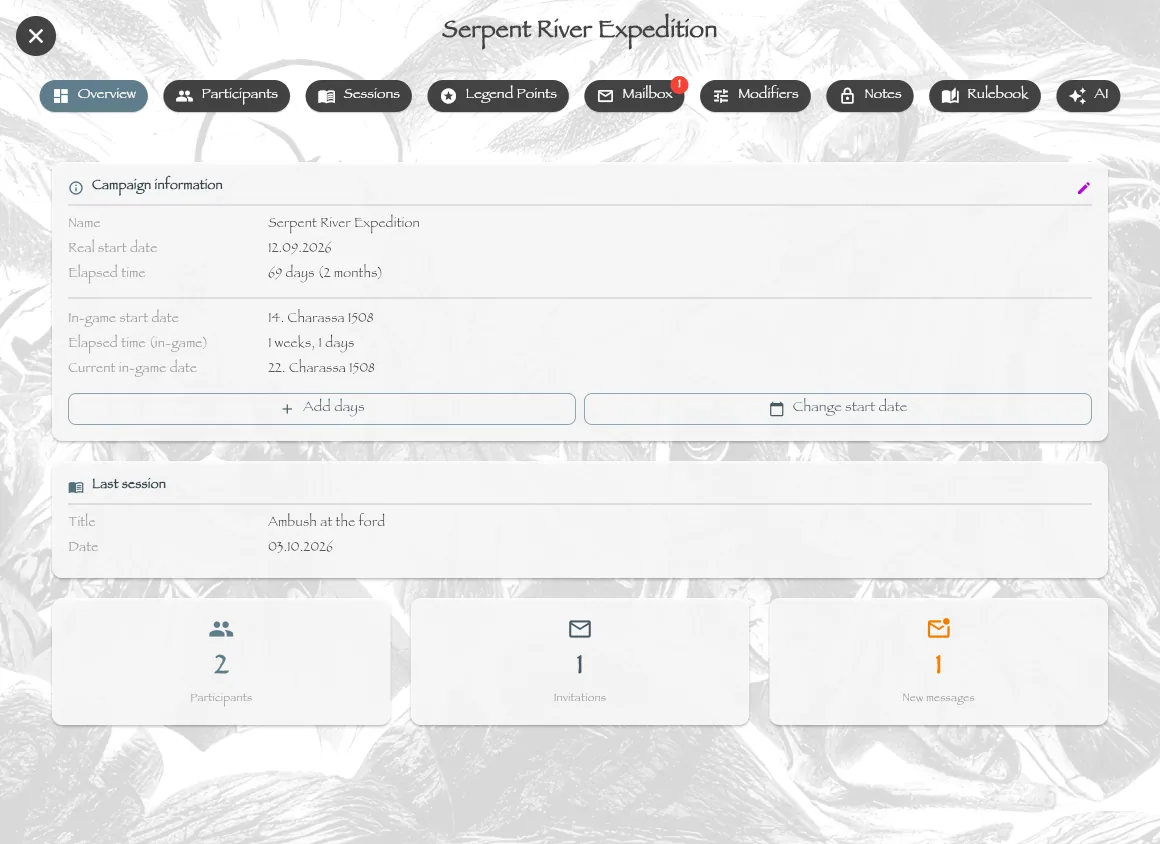 Serpent River Expedition
Overview
Participants
Sessions
Legend Points
Mailbox
1
Modifiers
Notes
Rulebook
AI
Campaign information
Name Serpent River Expedition
Real start date 12.09.2026
Elapsed time 69 days (2 months)
In-game start date 14. Charassa 1508
Elapsed time (in-game) 1 weeks, 1 days
Current in-game date 22. Charassa 1508
Add days
Change start date
Last session
Title Ambush at the ford
Date 03.10.2026
2
Participants
1
Invitations
1
New messages